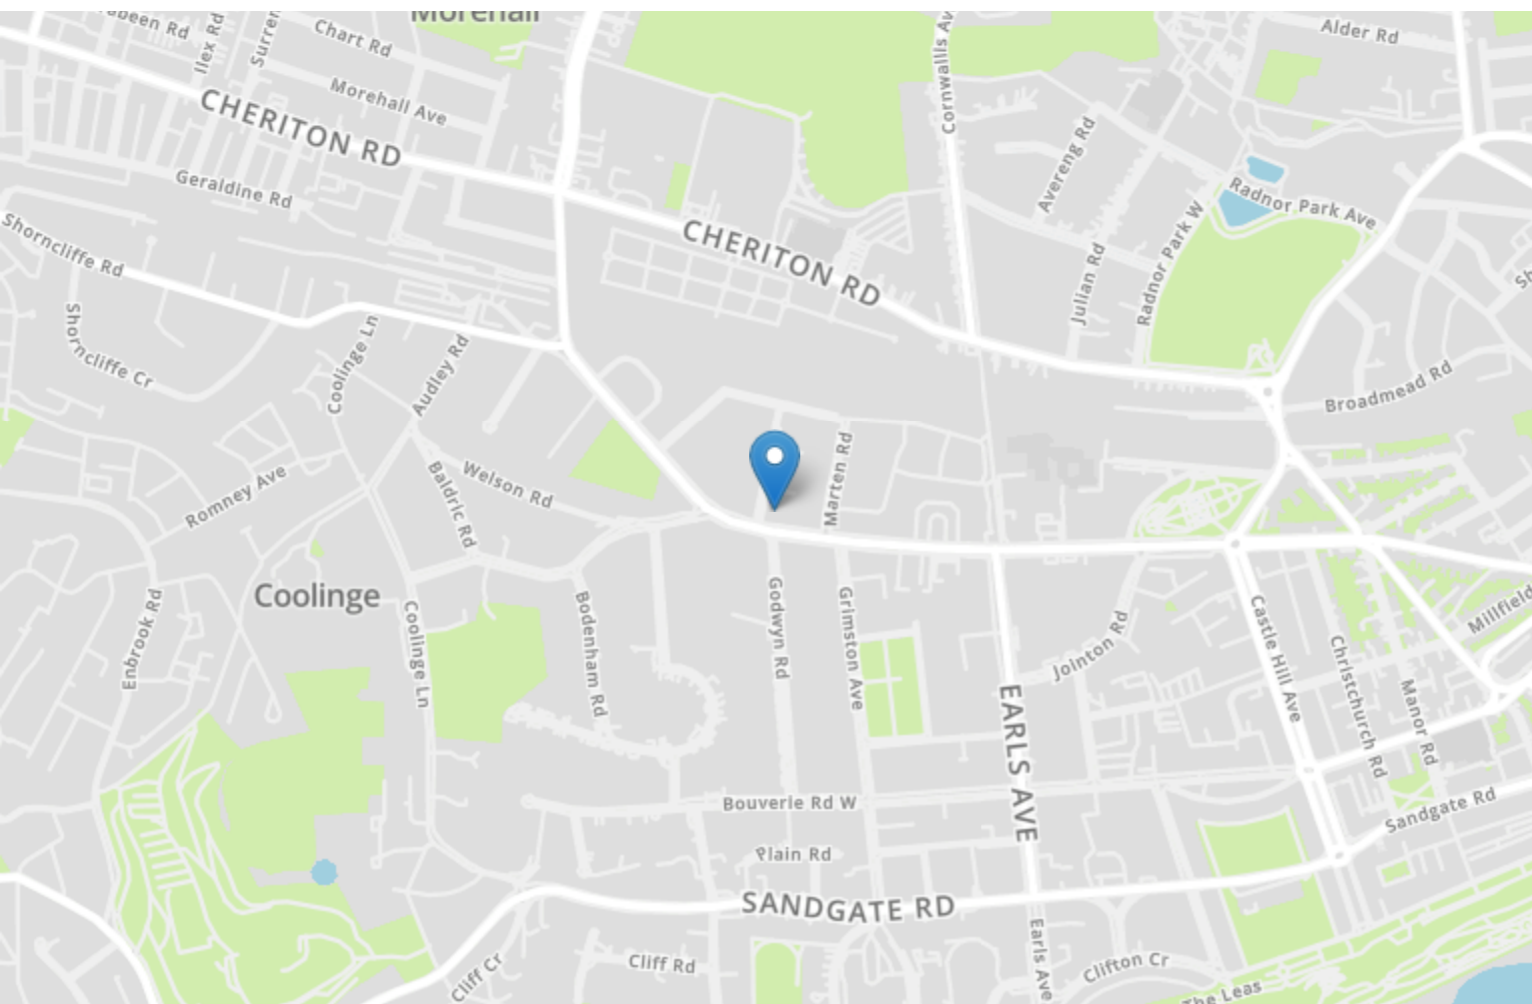 Morehall
Ilex Rd
Chart Rd
Alder Rd
Morehall Ave
CHERITON RD
Geraldine Rd
Avereng Rd
Radnor Park Ave
Radnor Park W
Shorncliffe Rd
CHERITON RD
Julian Rd
Shorncliffe Cr
Coolinge Ln
Audley Rd
Broadmead Rd
Marten Rd
Welson Rd
Romney Ave
Baldric Rd
Coolinge
Enbrook Rd
Coolinge Ln
Bodenham Rd
Godwyn Rd
Grimston Ave
Jointon Rd
Castle Hill Ave
Christchurch Rd
Manor Rd
Millfield
EARLS AVE
Bouverie Rd W
Sandgate Rd
Plain Rd
SANDGATE RD
Earls Ave
Cliff Cr
Cliff Rd
Clifton Cr
The Leas